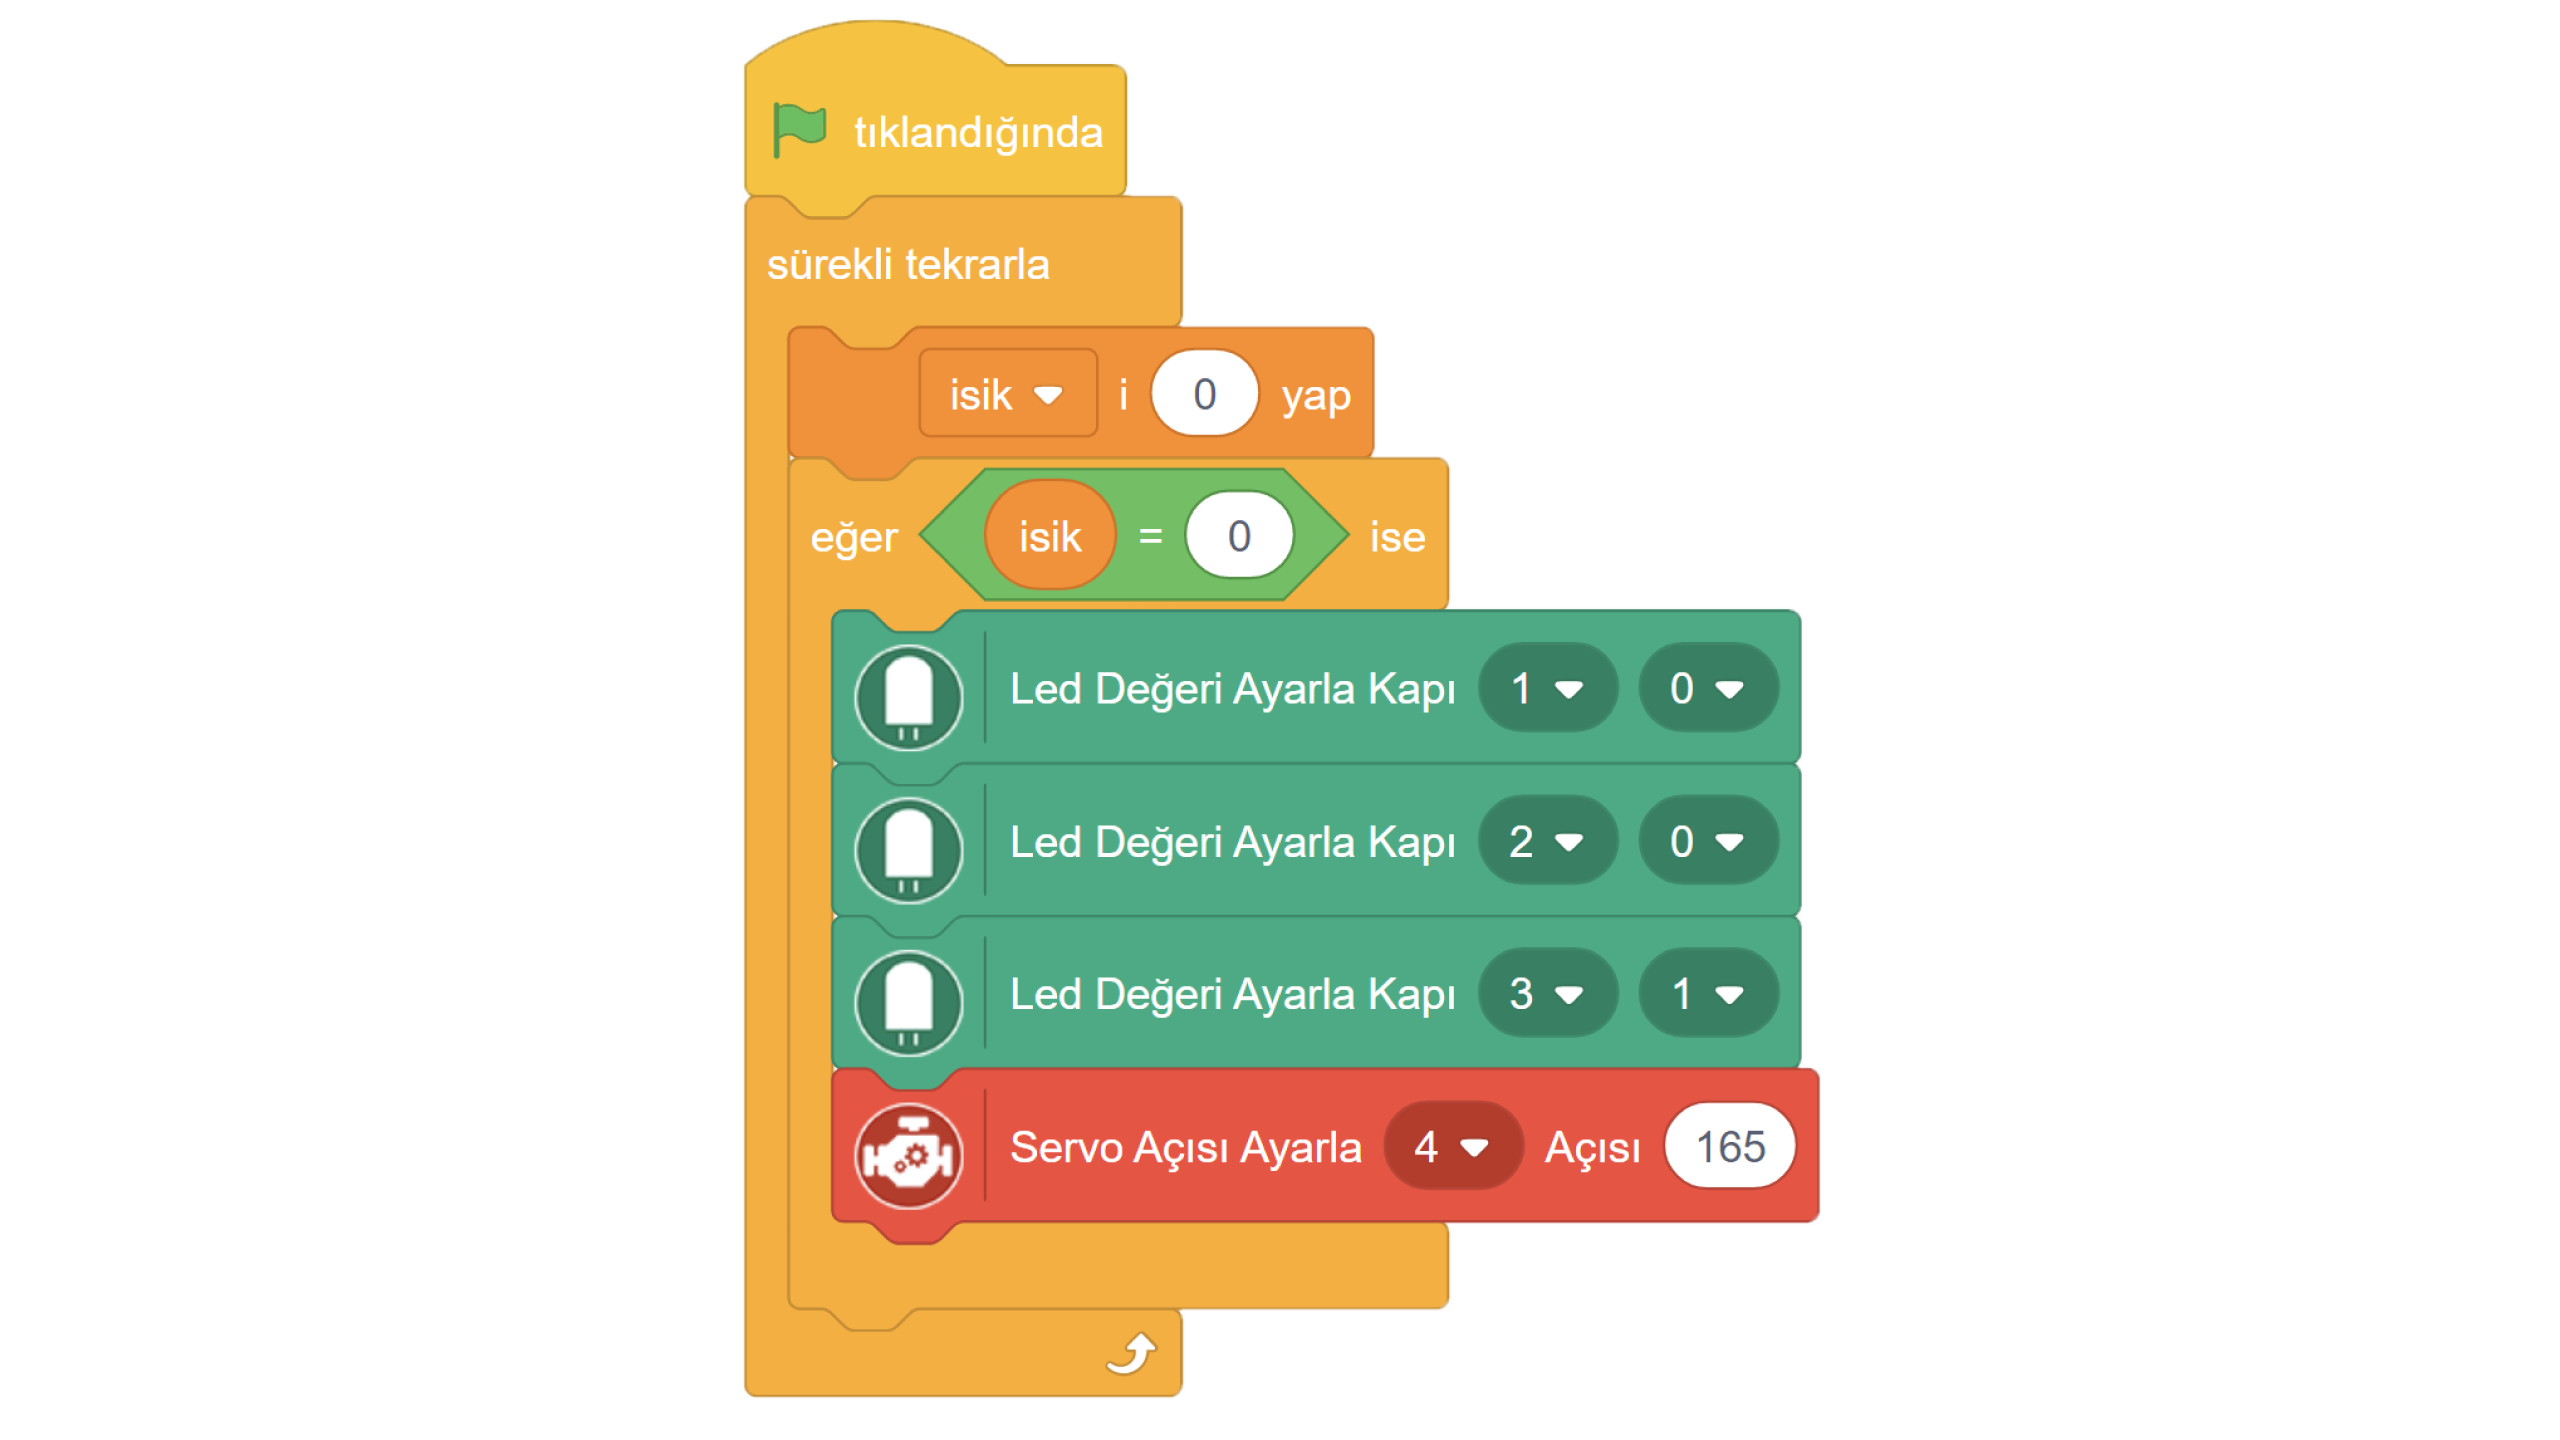 tıklandığında
sürekli tekrarla
isik i 0 yap
eğer isik = 0 ise
Led Değeri Ayarla Kapı 1 0
Led Değeri Ayarla Kapı 2 0
Led Değeri Ayarla Kapı 3 1
Servo Açısı Ayarla 4 Açısı 165